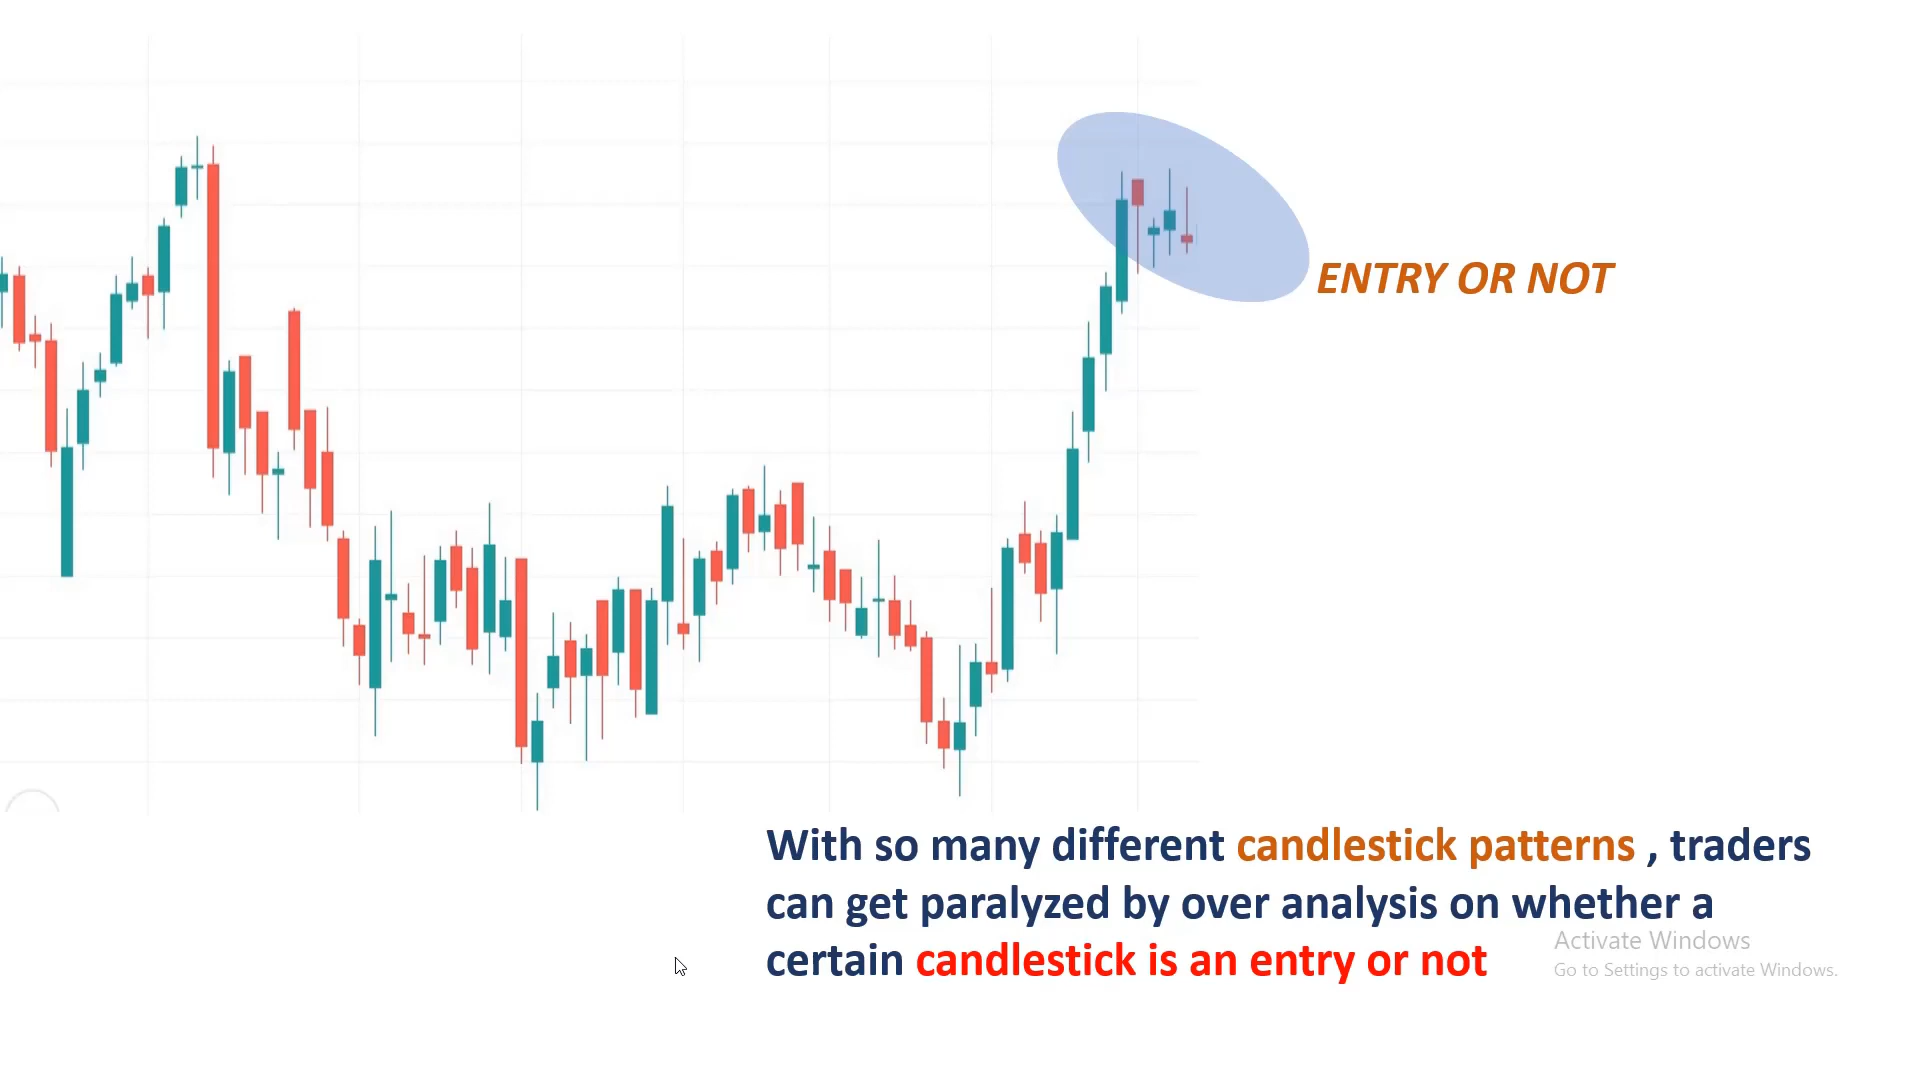 ENTRY OR NOT
With so many different candlestick patterns , traders
can get paralyzed by over analysis on whether a
certain candlestick is an entry or not
Activate Windows
Go to Settings to activate Windows.